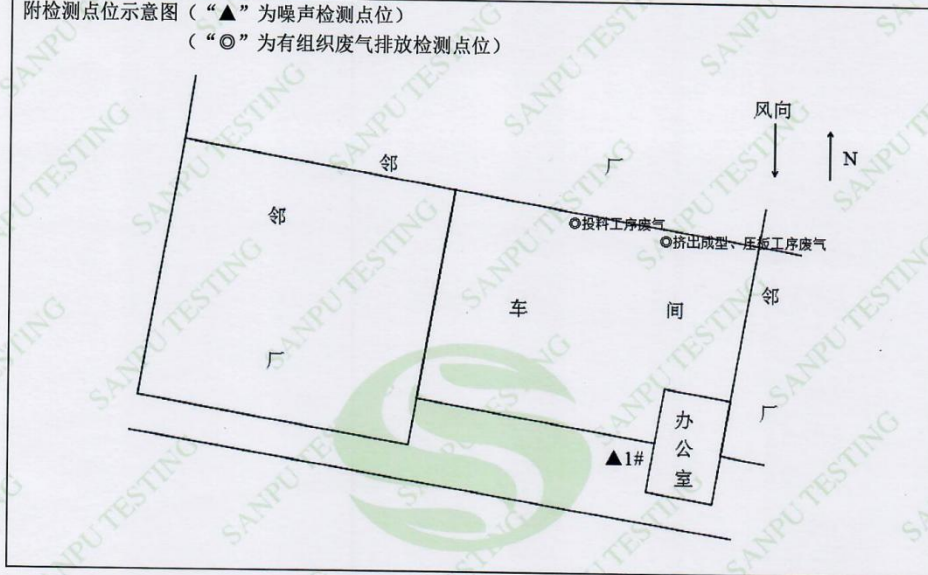 附检测点位示意图（“▲”为噪声检测点位）
（“◎”为有组织废气排放检测点位）
风向
N
邻 厂
邻
厂
◎投料工序废气
◎挤出成型、压板工序废气
车 间
邻
厂
办
公
室
▲1#
SANPU TESTING